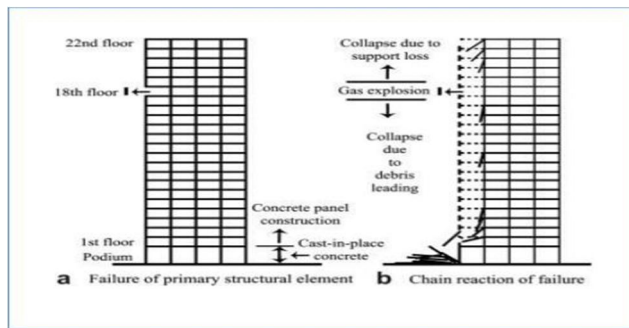 22nd floor
18th floor
1st floor
Podium
Concrete panel
construction
Cast-in-place
concrete
a Failure of primary structural element
Collapse due to
support loss
Gas explosion
Collapse
due
to
debris
leading
b Chain reaction of failure